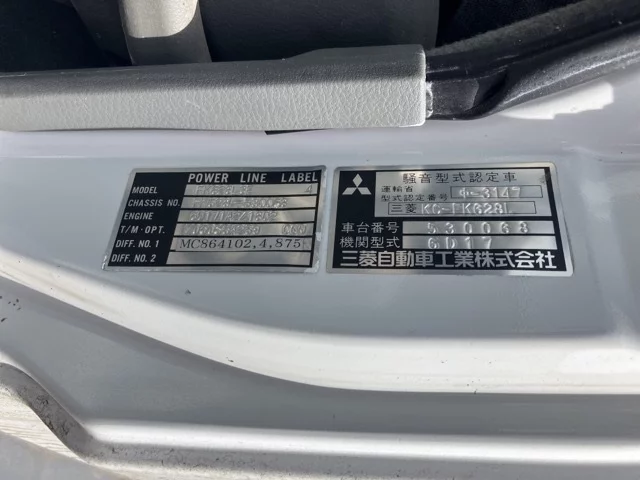 POWER LINE LABEL
MODEL 4
CHASSIS NO.
ENGINE
T/M·OPT.
DIFF. NO. 1 MC864102,4,875
DIFF. NO. 2
騒音型式認定車
運輸省
型式認定番号 中-3147
三菱 KC-FK628L
車台番号 530068
機関型式 6D17
三菱自動車工業株式会社